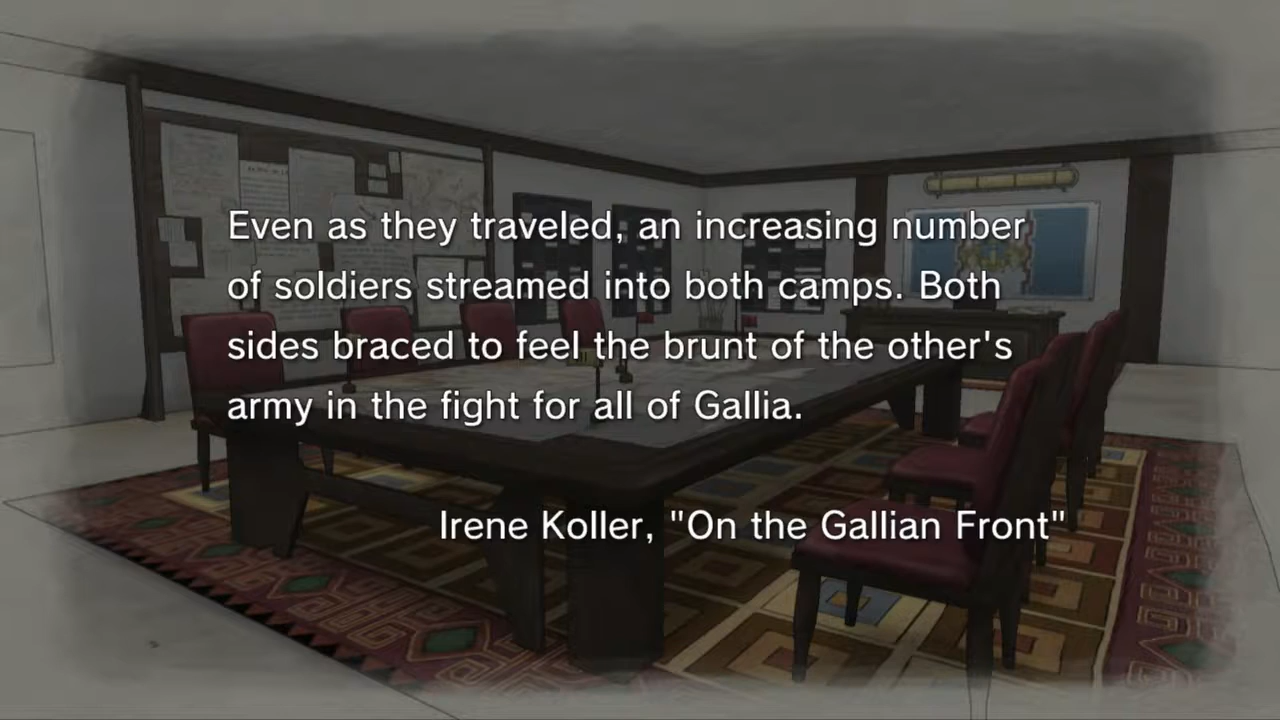 Even as they traveled, an increasing number
of soldiers streamed into both camps. Both
sides braced to feel the brunt of the other's
army in the fight for all of Gallia.
Irene Koller, "On the Gallian Front"